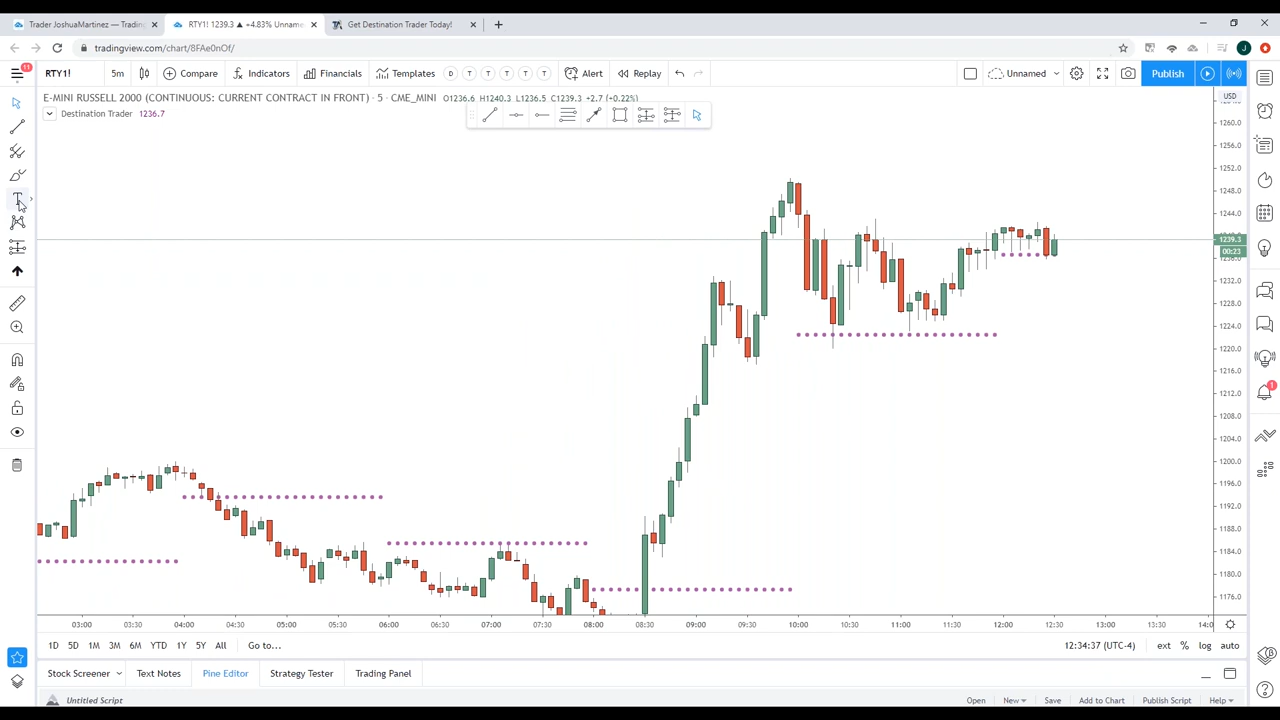 Trader JoshuaMartinez — Trading
RTY1! 1239.3 ▲ +4.83% Unname
Get Destination Trader Today!
tradingview.com/chart/8FAe0nOf/
J
11
RTY1!
5m
Compare
Indicators
Financials
Templates
T
T
T
T
Alert
Replay
Unnamed
Publish
E-MINI RUSSELL 2000 (CONTINUOUS: CURRENT CONTRACT IN FRONT) · 5 · CME_MINI O1236.6 H1240.3 L1236.5 C1239.3 +2.7 (+0.22%)
USD
Destination Trader 1236.7
1260.0
1256.0
1252.0
1248.0
1244.0
1239.3
00:23
1232.0
1228.0
1224.0
1220.0
1216.0
1212.0
1208.0
1204.0
1200.0
1196.0
1192.0
1188.0
1184.0
1180.0
1176.0
1
03:00 03:30 04:00 04:30 05:00 05:30 06:00 06:30 07:00 07:30 08:00 08:30 09:00 09:30 10:00 10:30 11:00 11:30 12:00 12:30 13:00 13:30 14:0
1D 5D 1M 3M 6M YTD 1Y 5Y All Go to...
12:34:37 (UTC-4) ext % log auto
Stock Screener Text Notes Pine Editor Strategy Tester Trading Panel
Untitled Script
Open New Save Add to Chart Publish Script Help